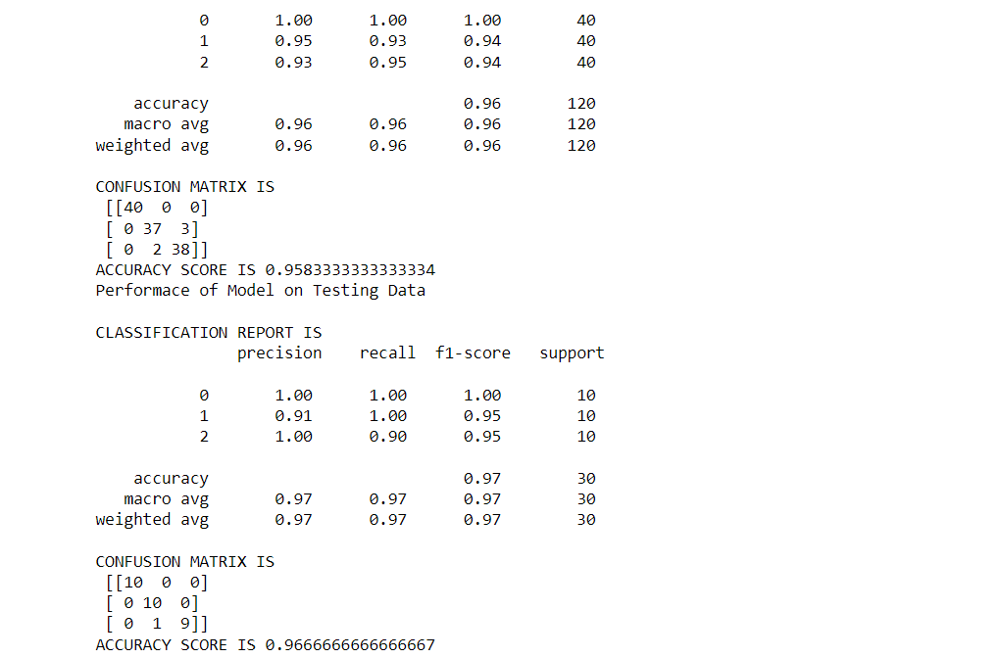 0 1.00 1.00 1.00 40
1 0.95 0.93 0.94 40
2 0.93 0.95 0.94 40
accuracy 0.96 120
macro avg 0.96 0.96 0.96 120
weighted avg 0.96 0.96 0.96 120
CONFUSION MATRIX IS
[[40 0 0]
[ 0 37 3]
[ 0 2 38]]
ACCURACY SCORE IS 0.9583333333333334
Performace of Model on Testing Data
CLASSIFICATION REPORT IS
precision recall f1-score support
0 1.00 1.00 1.00 10
1 0.91 1.00 0.95 10
2 1.00 0.90 0.95 10
accuracy 0.97 30
macro avg 0.97 0.97 0.97 30
weighted avg 0.97 0.97 0.97 30
CONFUSION MATRIX IS
[[10 0 0]
[ 0 10 0]
[ 0 1 9]]
ACCURACY SCORE IS 0.9666666666666667